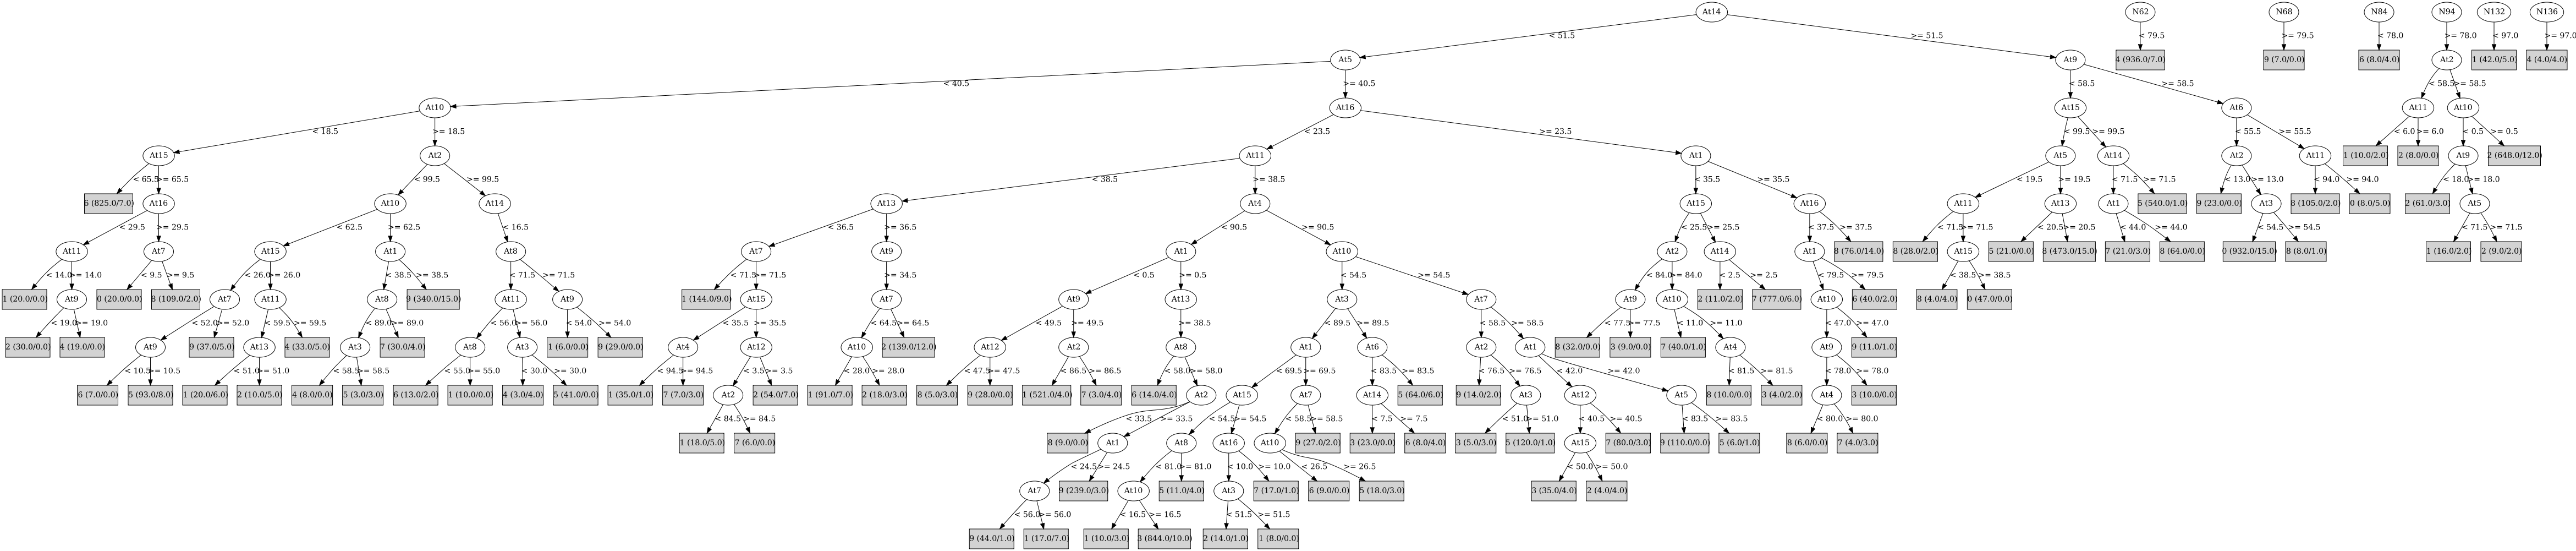 At14 N62 N68 N84 N94 N132 N136
< 51.5 >= 51.5 < 79.5 >= 79.5 < 78.0 >= 78.0 < 97.0 >= 97.0
At5 At9 4 (936.0/7.0) 9 (7.0/0.0) 6 (8.0/4.0) At2 1 (42.0/5.0) 4 (4.0/4.0)
< 40.5 >= 40.5 < 58.5 >= 58.5 < 58.5 >= 58.5
At10 At16 At15 At6 At11 At10
< 18.5 >= 18.5 < 23.5 >= 23.5 < 99.5 >= 99.5 < 55.5 >= 55.5 < 6.0 >= 6.0 < 0.5 >= 0.5
At15 At2 At11 At1 At5 At14 At2 At11 1 (10.0/2.0) 2 (8.0/0.0) At9 2 (648.0/12.0)
< 65.5 >= 65.5 < 99.5 >= 99.5 < 38.5 >= 38.5 < 35.5 >= 35.5 < 19.5 >= 19.5 < 71.5 >= 71.5 < 13.0 >= 13.0 < 94.0 >= 94.0 < 18.0 >= 18.0
6 (825.0/7.0) At16 At10 At14 At13 At4 At15 At16 At11 At13 At1 5 (540.0/1.0) 9 (23.0/0.0) At3 8 (105.0/2.0) 0 (8.0/5.0) 2 (61.0/3.0) At5
< 29.5 >= 29.5 < 62.5 >= 62.5 < 16.5 < 36.5 >= 36.5 < 90.5 >= 90.5 < 25.5 >= 25.5 < 37.5 >= 37.5 < 71.5 >= 71.5 < 20.5 >= 20.5 < 44.0 >= 44.0 < 54.5 >= 54.5 < 71.5 >= 71.5
At11 At7 At15 At1 At8 At7 At9 At1 At10 At2 At14 At1 8 (76.0/14.0) 8 (28.0/2.0) At15 5 (21.0/0.0) 8 (473.0/15.0) 7 (21.0/3.0) 8 (64.0/0.0) 0 (932.0/15.0) 8 (8.0/1.0) 1 (16.0/2.0) 2 (9.0/2.0)
< 14.0 >= 14.0 < 9.5 >= 9.5 < 26.0 >= 26.0 < 38.5 >= 38.5 < 71.5 >= 71.5 < 71.5 >= 71.5 >= 34.5 < 0.5 >= 0.5 < 54.5 >= 54.5 < 84.0 >= 84.0 < 2.5 >= 2.5 < 79.5 >= 79.5 < 38.5 >= 38.5
1 (20.0/0.0) At9 0 (20.0/0.0) 8 (109.0/2.0) At7 At11 At8 9 (340.0/15.0) At11 At9 1 (144.0/9.0) At15 At7 At9 At13 At3 At7 At9 At10 2 (11.0/2.0) 7 (777.0/6.0) At10 6 (40.0/2.0) 8 (4.0/4.0) 0 (47.0/0.0)
< 19.0 >= 19.0 < 52.0 >= 52.0 < 59.5 >= 59.5 < 89.0 >= 89.0 < 56.0 >= 56.0 < 54.0 >= 54.0 < 35.5 >= 35.5 < 64.5 >= 64.5 < 49.5 >= 49.5 >= 38.5 < 89.5 >= 89.5 < 58.5 >= 58.5 < 77.5 >= 77.5 < 11.0 >= 11.0 < 47.0 >= 47.0
2 (30.0/0.0) 4 (19.0/0.0) At9 9 (37.0/5.0) At13 4 (33.0/5.0) At3 7 (30.0/4.0) At8 At3 1 (6.0/0.0) 9 (29.0/0.0) At4 At12 At10 2 (139.0/12.0) At12 At2 At8 At1 At6 At2 At1 8 (32.0/0.0) 3 (9.0/0.0) 7 (40.0/1.0) At4 At9 9 (11.0/1.0)
< 10.5 >= 10.5 < 51.0 >= 51.0 < 58.5 >= 58.5 < 55.0 >= 55.0 < 30.0 >= 30.0 < 94.5 >= 94.5 < 3.5 >= 3.5 < 28.0 >= 28.0 < 47.5 >= 47.5 < 86.5 >= 86.5 < 58.0 >= 58.0 < 69.5 >= 69.5 < 83.5 >= 83.5 < 76.5 >= 76.5 < 42.0 >= 42.0 < 81.5 >= 81.5 < 78.0 >= 78.0
6 (7.0/0.0) 5 (93.0/8.0) 1 (20.0/6.0) 2 (10.0/5.0) 4 (8.0/0.0) 5 (3.0/3.0) 6 (13.0/2.0) 1 (10.0/0.0) 4 (3.0/4.0) 5 (41.0/0.0) 1 (35.0/1.0) 7 (7.0/3.0) At2 2 (54.0/7.0) 1 (91.0/7.0) 2 (18.0/3.0) 8 (5.0/3.0) 9 (28.0/0.0) 1 (521.0/4.0) 7 (3.0/4.0) 6 (14.0/4.0) At2 At15 At7 At14 5 (64.0/6.0) 9 (14.0/2.0) At3 At12 At5 8 (10.0/0.0) 3 (4.0/2.0) At4 3 (10.0/0.0)
< 84.5 >= 84.5 < 33.5 >= 33.5 < 54.5 >= 54.5 < 58.5 >= 58.5 < 7.5 >= 7.5 < 51.0 >= 51.0 < 40.5 >= 40.5 < 83.5 >= 83.5 < 80.0 >= 80.0
1 (18.0/5.0) 7 (6.0/0.0) 8 (9.0/0.0) At1 At8 At16 At10 9 (27.0/2.0) 3 (23.0/0.0) 6 (8.0/4.0) 3 (5.0/3.0) 5 (120.0/1.0) At15 7 (80.0/3.0) 9 (110.0/0.0) 5 (6.0/1.0) 8 (6.0/0.0) 7 (4.0/3.0)
< 24.5 >= 24.5 < 81.0 >= 81.0 < 10.0 >= 10.0 < 26.5 >= 26.5 < 50.0 >= 50.0
At7 9 (239.0/3.0) At10 5 (11.0/4.0) At3 7 (17.0/1.0) 6 (9.0/0.0) 5 (18.0/3.0) 3 (35.0/4.0) 2 (4.0/4.0)
< 56.0 >= 56.0 < 16.5 >= 16.5 < 51.5 >= 51.5
9 (44.0/1.0) 1 (17.0/7.0) 1 (10.0/3.0) 3 (844.0/10.0) 2 (14.0/1.0) 1 (8.0/0.0)